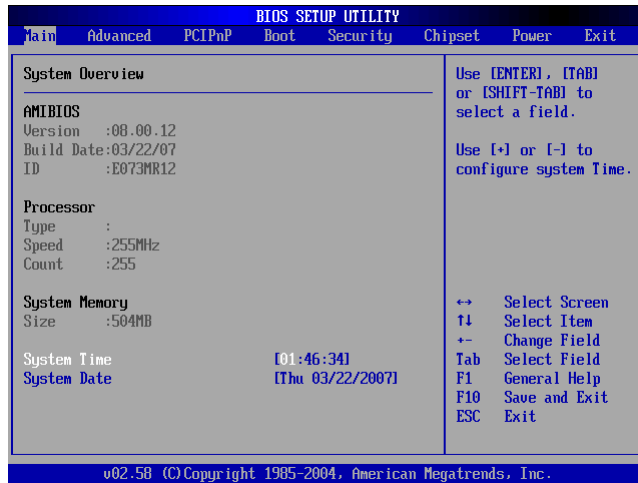 BIOS SETUP UTILITY
Main Advanced PCIPnP Boot Security Chipset Power Exit
System Overview
AMIBIOS
Version :08.00.12
Build Date:03/22/07
ID :E073MR12
Processor
Type :
Speed :255MHz
Count :255
System Memory
Size :504MB
System Time [01:46:34]
System Date [Thu 03/22/2007]
Use [ENTER], [TAB]
or [SHIFT-TAB] to
select a field.
Use [+] or [-] to
configure system Time.
↔ Select Screen
↑↓ Select Item
+- Change Field
Tab Select Field
F1 General Help
F10 Save and Exit
ESC Exit
v02.58 (C)Copyright 1985-2004, American Megatrends, Inc.